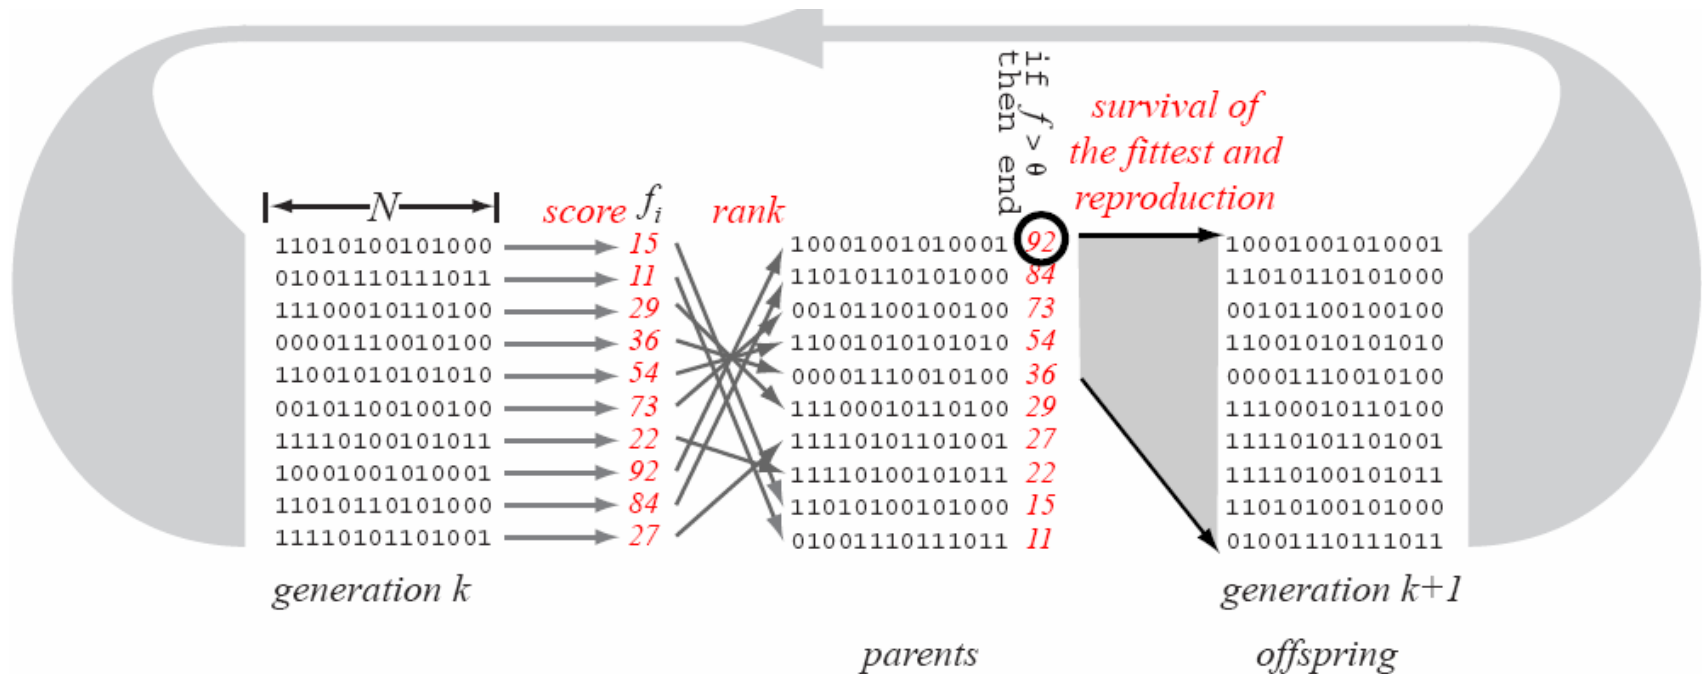 if f > θ
then end
survival of
the fittest and
reproduction
N
score f_i rank
11010100101000 15 10001001010001 92 10001001010001
01001110111011 11 11010110101000 84 11010110101000
11100010110100 29 00101100100100 73 00101100100100
00001110010100 36 11001010101010 54 11001010101010
11001010101010 54 00001110010100 36 00001110010100
00101100100100 73 11100010110100 29 11100010110100
11110100101011 22 11110101101001 27 11110101101001
10001001010001 92 11110100101011 22 11110100101011
11010110101000 84 11010100101000 15 11010100101000
11110101101001 27 01001110111011 11 01001110111011
generation k generation k+1
parents offspring